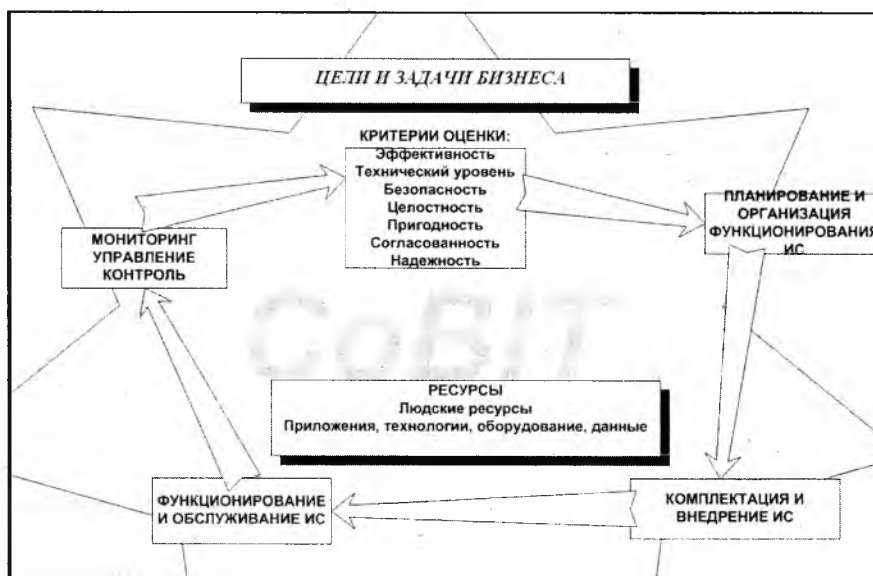 ЦЕЛИ И ЗАДАЧИ БИЗНЕСА
КРИТЕРИИ ОЦЕНКИ:
Эффективность
Технический уровень
Безопасность
Целостность
Пригодность
Согласованность
Надежность
ПЛАНИРОВАНИЕ И
ОРГАНИЗАЦИЯ
ФУНКЦИОНИРОВАНИЯ
ИС
МОНИТОРИНГ
УПРАВЛЕНИЕ
КОНТРОЛЬ
CoBIT
РЕСУРСЫ
Людские ресурсы
Приложения, технологии, оборудование, данные
ФУНКЦИОНИРОВАНИЕ
И ОБСЛУЖИВАНИЕ ИС
КОМПЛЕКТАЦИЯ И
ВНЕДРЕНИЕ ИС